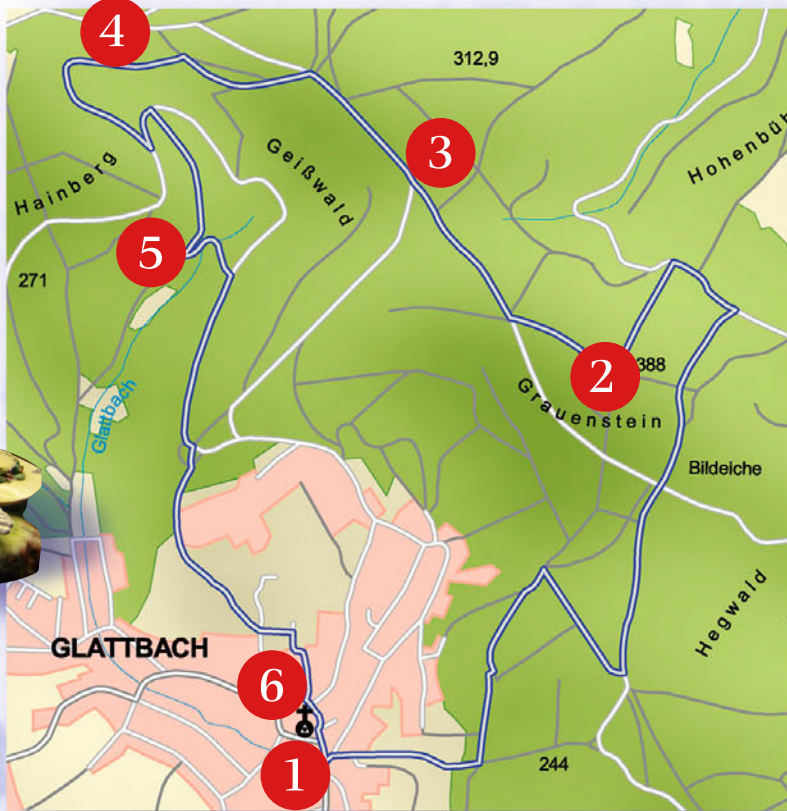 4
312,9
3
Hohenbüh
Geißwald
Hainberg
5
271
388
2
Grauenstein
Glattbach
Bildeiche
Hegwald
GLATTBACH
6
1
244